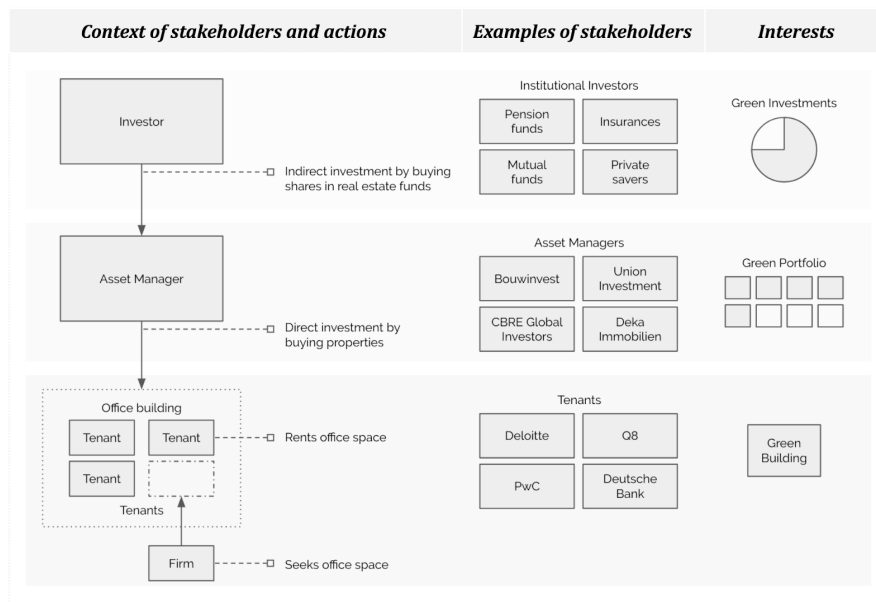 Context of stakeholders and actions
Examples of stakeholders
Interests
Investor
Indirect investment by buying
shares in real estate funds
Institutional Investors
Pension
funds
Insurances
Mutual
funds
Private
savers
Green Investments
Asset Manager
Direct investment by
buying properties
Asset Managers
Bouwinvest
Union
Investment
CBRE Global
Investors
Deka
Immobilien
Green Portfolio
Office building
Tenant
Tenant
Tenant
Tenants
Rents office space
Firm
Seeks office space
Tenants
Deloitte
Q8
PwC
Deutsche
Bank
Green
Building